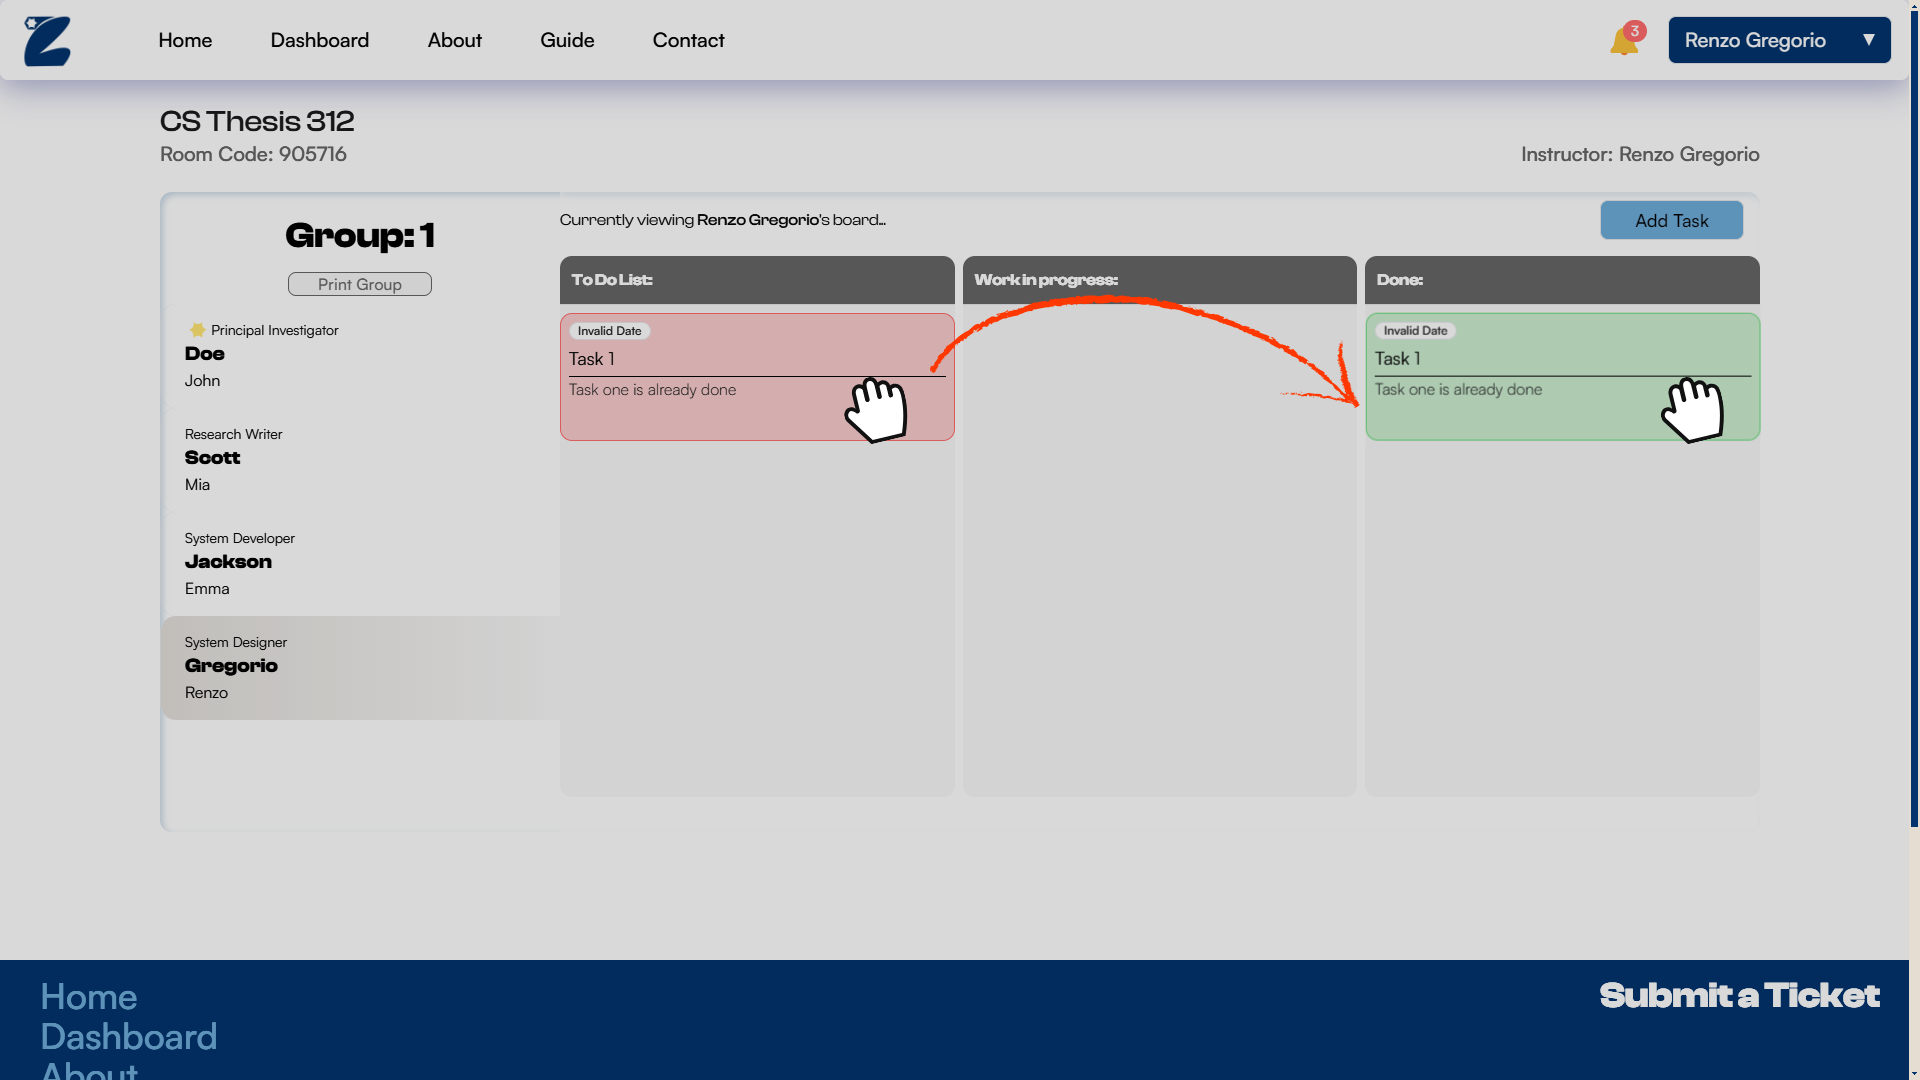 Home Dashboard About Guide Contact 3 Renzo Gregorio ▼
CS Thesis 312
Room Code: 905716
Instructor: Renzo Gregorio
Group: 1
Print Group
Principal Investigator
Doe
John
Research Writer
Scott
Mia
System Developer
Jackson
Emma
System Designer
Gregorio
Renzo
Currently viewing Renzo Gregorio's board...
Add Task
To Do List:
Invalid Date
Task 1
Task one is already done
Work in progress:
Done:
Invalid Date
Task 1
Task one is already done
Home
Dashboard
About
Submit a Ticket